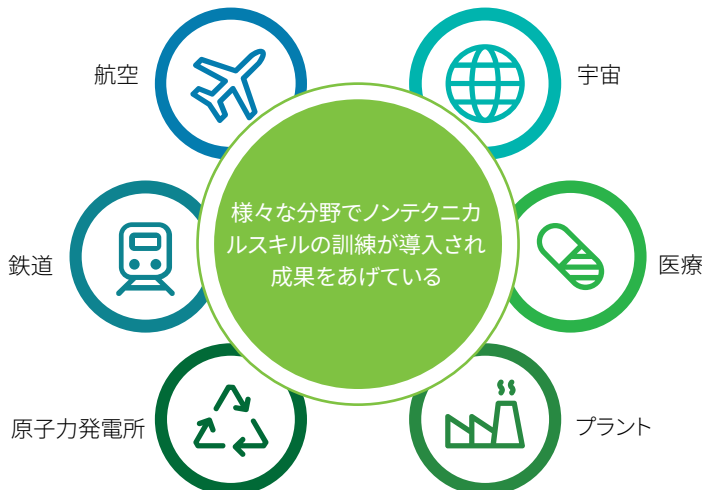 航空
宇宙
様々な分野でノンテクニカ
ルスキルの訓練が導入され
成果をあげている
鉄道
医療
原子力発電所
プラント